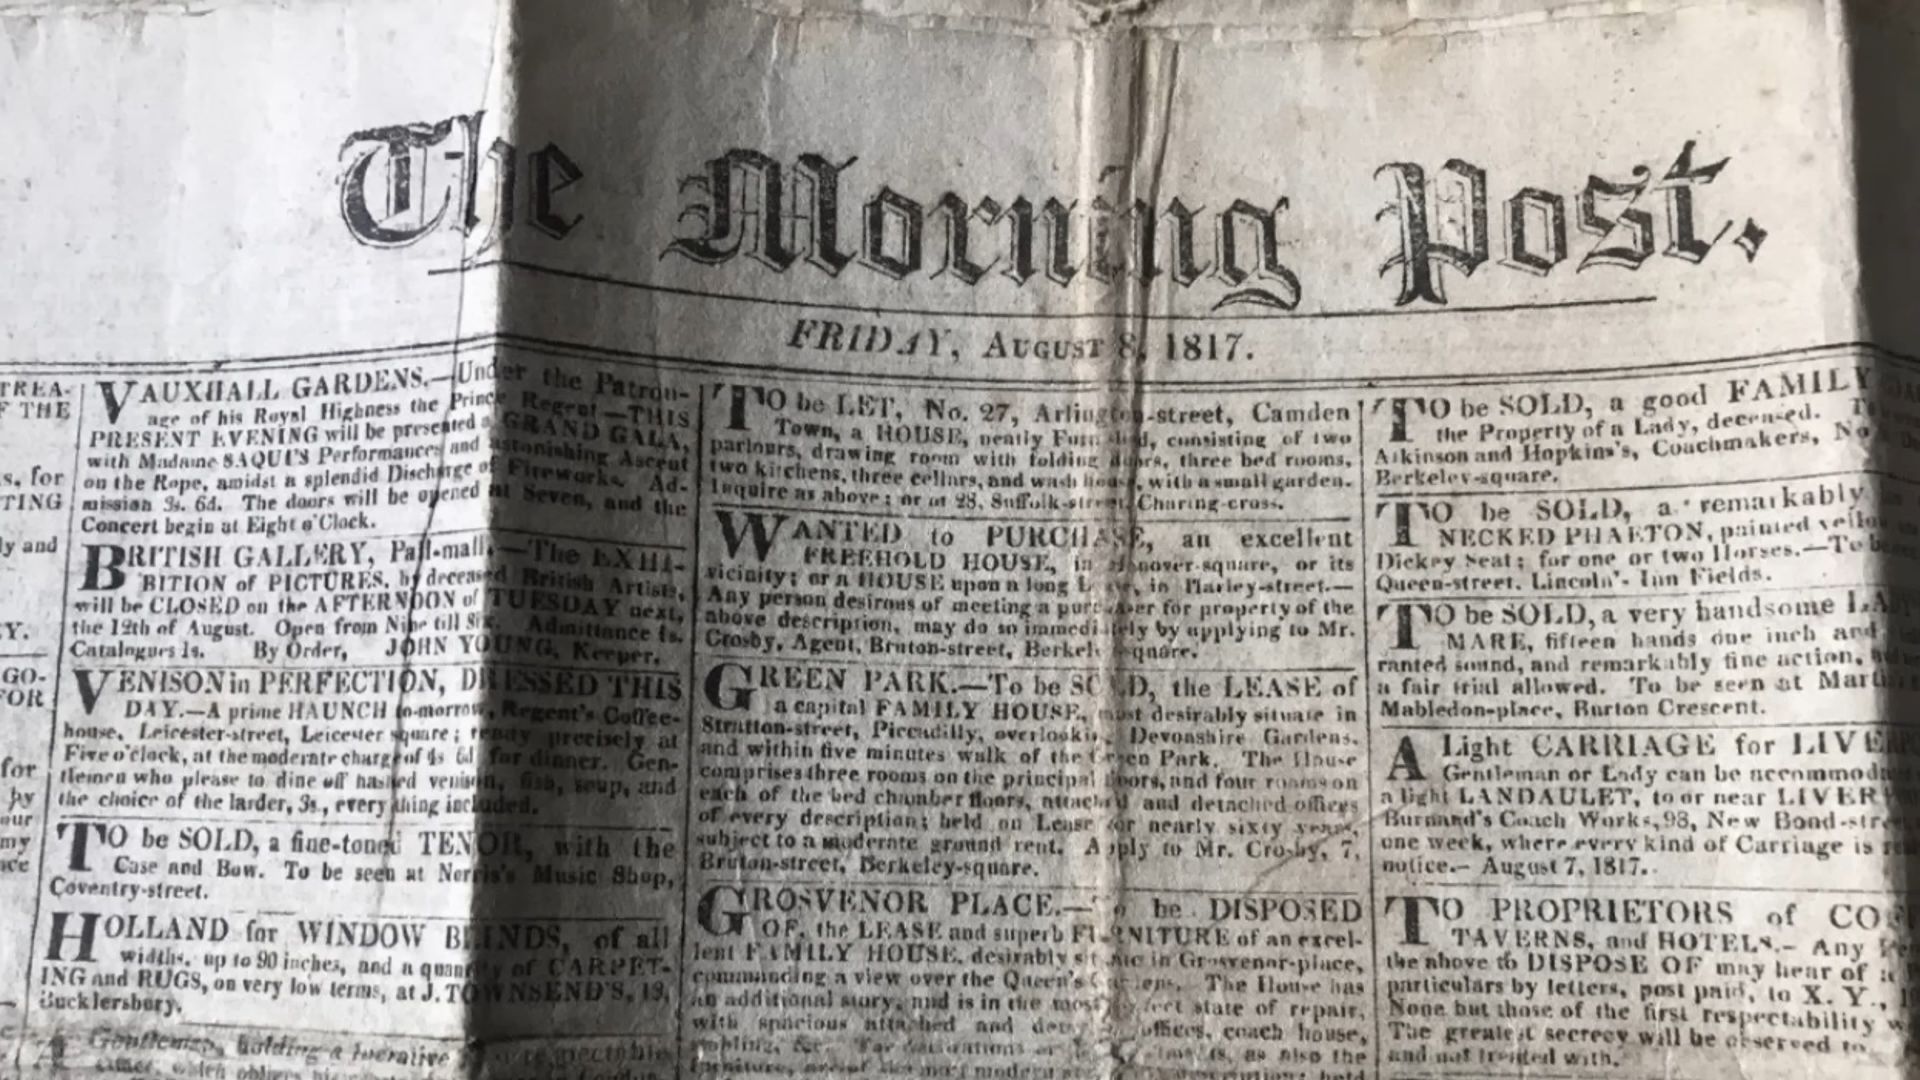 The Morning Post.
FRIDAY, AUGUST 8, 1817.
TREA-
F THE
s, for
TING
ly and
GO-
FOR
for
by
our
my
VAUXHALL GARDENS.—Under the Patron-
age of his Royal Highness the Prince Regent—THIS
PRESENT EVENING will be presented a GRAND GALA,
with Madame SAQUI'S Performances and astonishing Ascent
on the Rope, amidst a splendid Discharge of Fireworks. Ad-
mission 3s. 6d. The doors will be opened at Seven, and the
Concert begin at Eight o'Clock.
BRITISH GALLERY, Pall-mall.—The EXHI-
BITION of PICTURES, by deceased British Artists,
will be CLOSED on the AFTERNOON of TUESDAY next,
the 12th of August. Open from Nine till Six. Admittance 1s.
Catalogues 1s. By Order, JOHN YOUNG, Keeper.
VENISON in PERFECTION, DRESSED THIS
DAY.—A prime HAUNCH to-morrow, Regent's Coffee-
house, Leicester-street, Leicester square; ready precisely at
Five o'clock, at the moderate charge of 4s 6d for dinner. Gen-
tlemen who please to dine off hashed venison, fish, soup, and
the choice of the larder, 3s., every thing included.
TO be SOLD, a fine-toned TENOR, with the
Case and Bow. To be seen at Norris's Music Shop,
Coventry-street.
HOLLAND for WINDOW BLINDS, of all
widths, up to 90 inches, and a quantity of CARPET-
ING and RUGS, on very low terms, at J. TOWNSEND'S, 19,
Bucklersbury.
Gentleman, holding a lucrative
TO be LET, No. 27, Arlington-street, Camden
Town, a HOUSE, neatly Furnished, consisting of two
parlours, drawing room with folding doors, three bed rooms,
two kitchens, three cellars, and wash house, with a small garden.
Inquire as above; or at 28, Suffolk-street, Charing-cross.
WANTED to PURCHASE, an excellent
FREEHOLD HOUSE, in Hanover-square, or its
vicinity; or a HOUSE upon a long Lease, in Harley-street.—
Any person desirous of meeting a purchaser for property of the
above description, may do so immediately by applying to Mr.
Crosby, Agent, Bruton-street, Berkeley-square.
GREEN PARK.—To be SOLD, the LEASE of
a capital FAMILY HOUSE, most desirably situate in
Stratton-street, Piccadilly, overlooking Devonshire Gardens,
and within five minutes walk of the Green Park. The House
comprises three rooms on the principal floors, and four rooms on
each of the bed chamber floors, attached and detached offices
of every description; held on Lease for nearly sixty years,
subject to a moderate ground rent. Apply to Mr. Crosby, 7,
Bruton-street, Berkeley-square.
GROSVENOR PLACE.—To be DISPOSED
OF, the LEASE and superb FURNITURE of an excel-
lent FAMILY HOUSE, desirably situate in Grosvenor-place,
commanding a view over the Queen's Gardens. The House has
an additional story, and is in the most perfect state of repair,
with spacious attached and offices, coach house,
stabling, &c. For as also the
furniture, most modern held
TO be SOLD, a good FAMILY
the Property of a Lady, deceased.
Atkinson and Hopkins's, Coachmakers, No
Berkeley-square.
TO be SOLD, a remarkably
NECKED PHAETON, painted yellow
Dickey Seat; for one or two Horses.—To be
Queen-street, Lincoln's Inn Fields.
TO be SOLD, a very handsome
MARE, fifteen hands one inch and
ranted sound, and remarkably fine action,
a fair trial allowed. To be seen at
Mabledon-place, Burton Crescent.
A Light CARRIAGE for
Gentleman or Lady can be
a light LANDAULET, to or near
Burnand's Coach Works, 98, New
one week, where every kind of Carriage is
notice.— August 7, 1817.
TO PROPRIETORS of
TAVERNS, and HOTELS.— Any
the above to DISPOSE OF may hear of a
particulars by letters, post paid, to X. Y.,
None but those of the first respectability
The greatest secrecy will be observed
and not treated with.